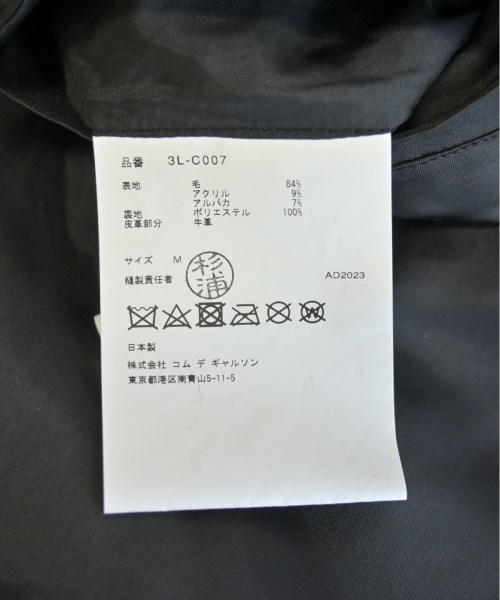 品番 3L-C007
表地 毛 84%
アクリル 9%
アルパカ 7%
裏地 ポリエステル 100%
皮革部分 牛革
サイズ M
縫製責任者 杉浦
AD2023
W
日本製
株式会社 コム デ ギャルソン
東京都港区南青山5-11-5